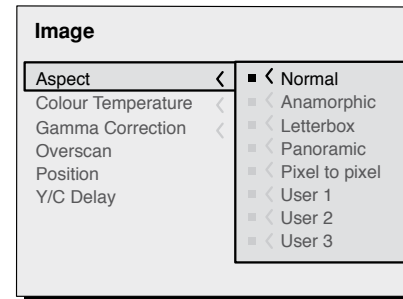 Image
Aspect
Colour Temperature
Gamma Correction
Overscan
Position
Y/C Delay
Normal
Anamorphic
Letterbox
Panoramic
Pixel to pixel
User 1
User 2
User 3